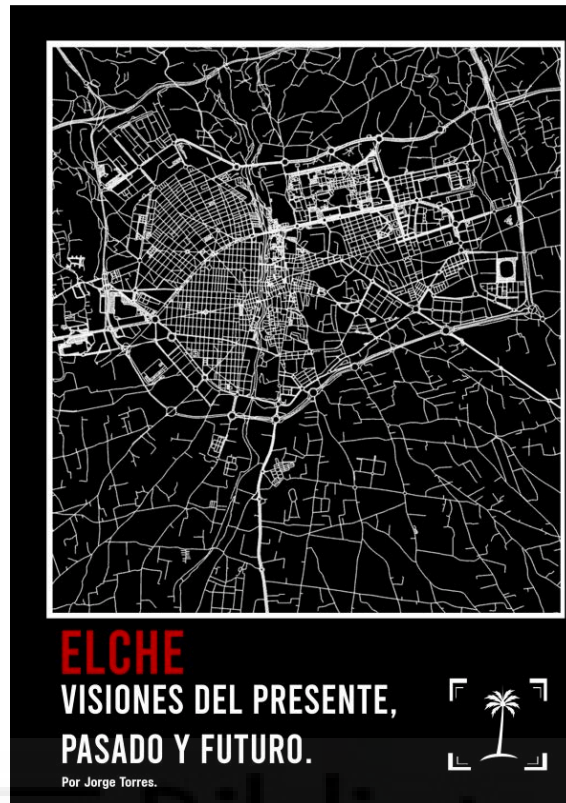 ELCHE
VISIONES DEL PRESENTE,
PASADO Y FUTURO.
Por Jorge Torres.